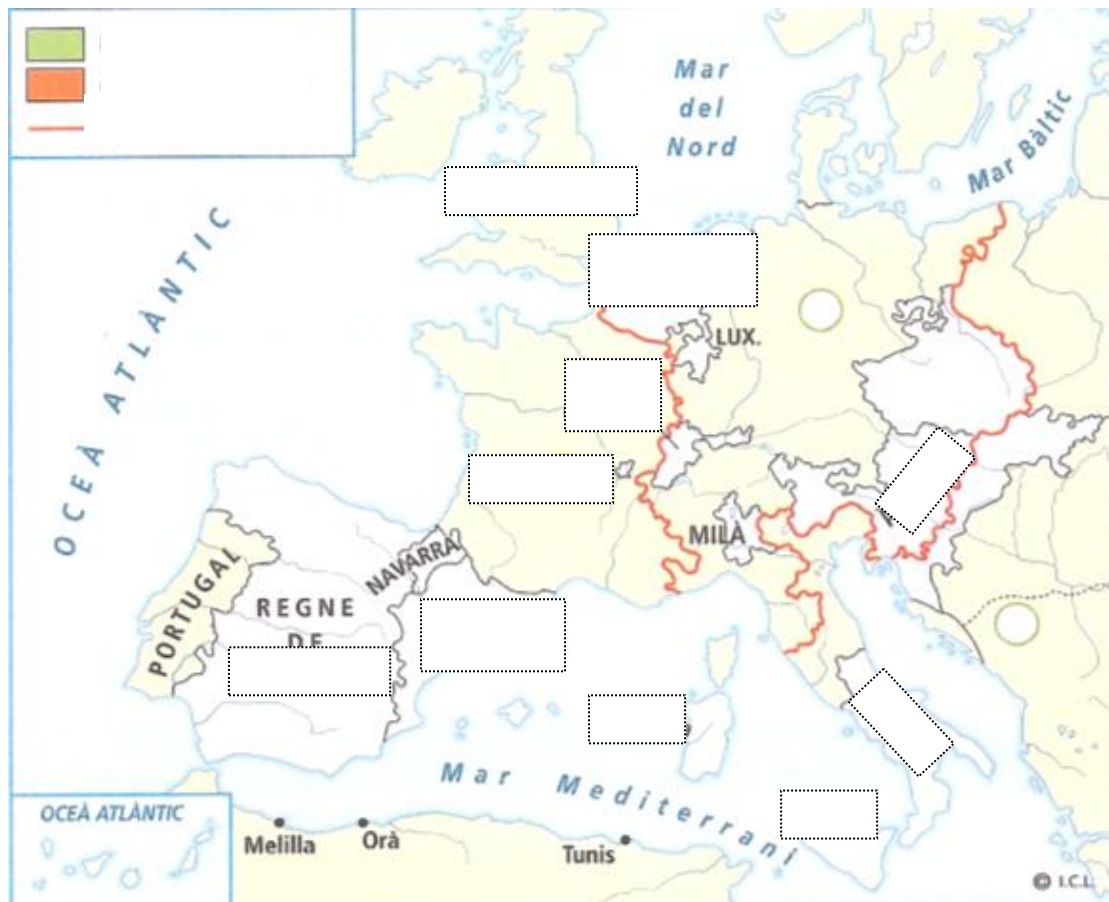 Mar
del
Nord
Mar Bàltic
OCEÀ ATLÀNTIC
LUX.
MILÀ
NAVARRA
PORTUGAL
REGNE
DE
Mar Mediterrani
OCEÀ ATLÀNTIC
Melilla
Orà
Tunis
© I.C.L.